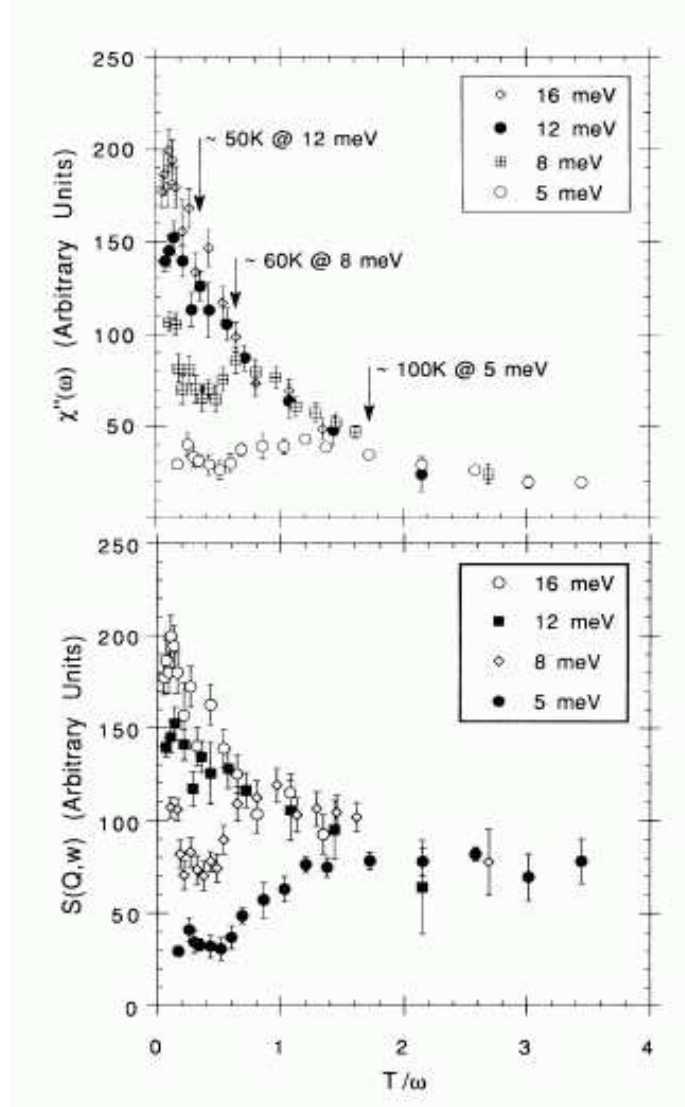 250
200
150
100
50
χ"(ω) (Arbitrary Units)
~ 50K @ 12 meV
~ 60K @ 8 meV
~ 100K @ 5 meV
16 meV
12 meV
8 meV
5 meV
250
200
150
100
50
0
S(Q,w) (Arbitrary Units)
16 meV
12 meV
8 meV
5 meV
0 1 2 3 4
T/ω